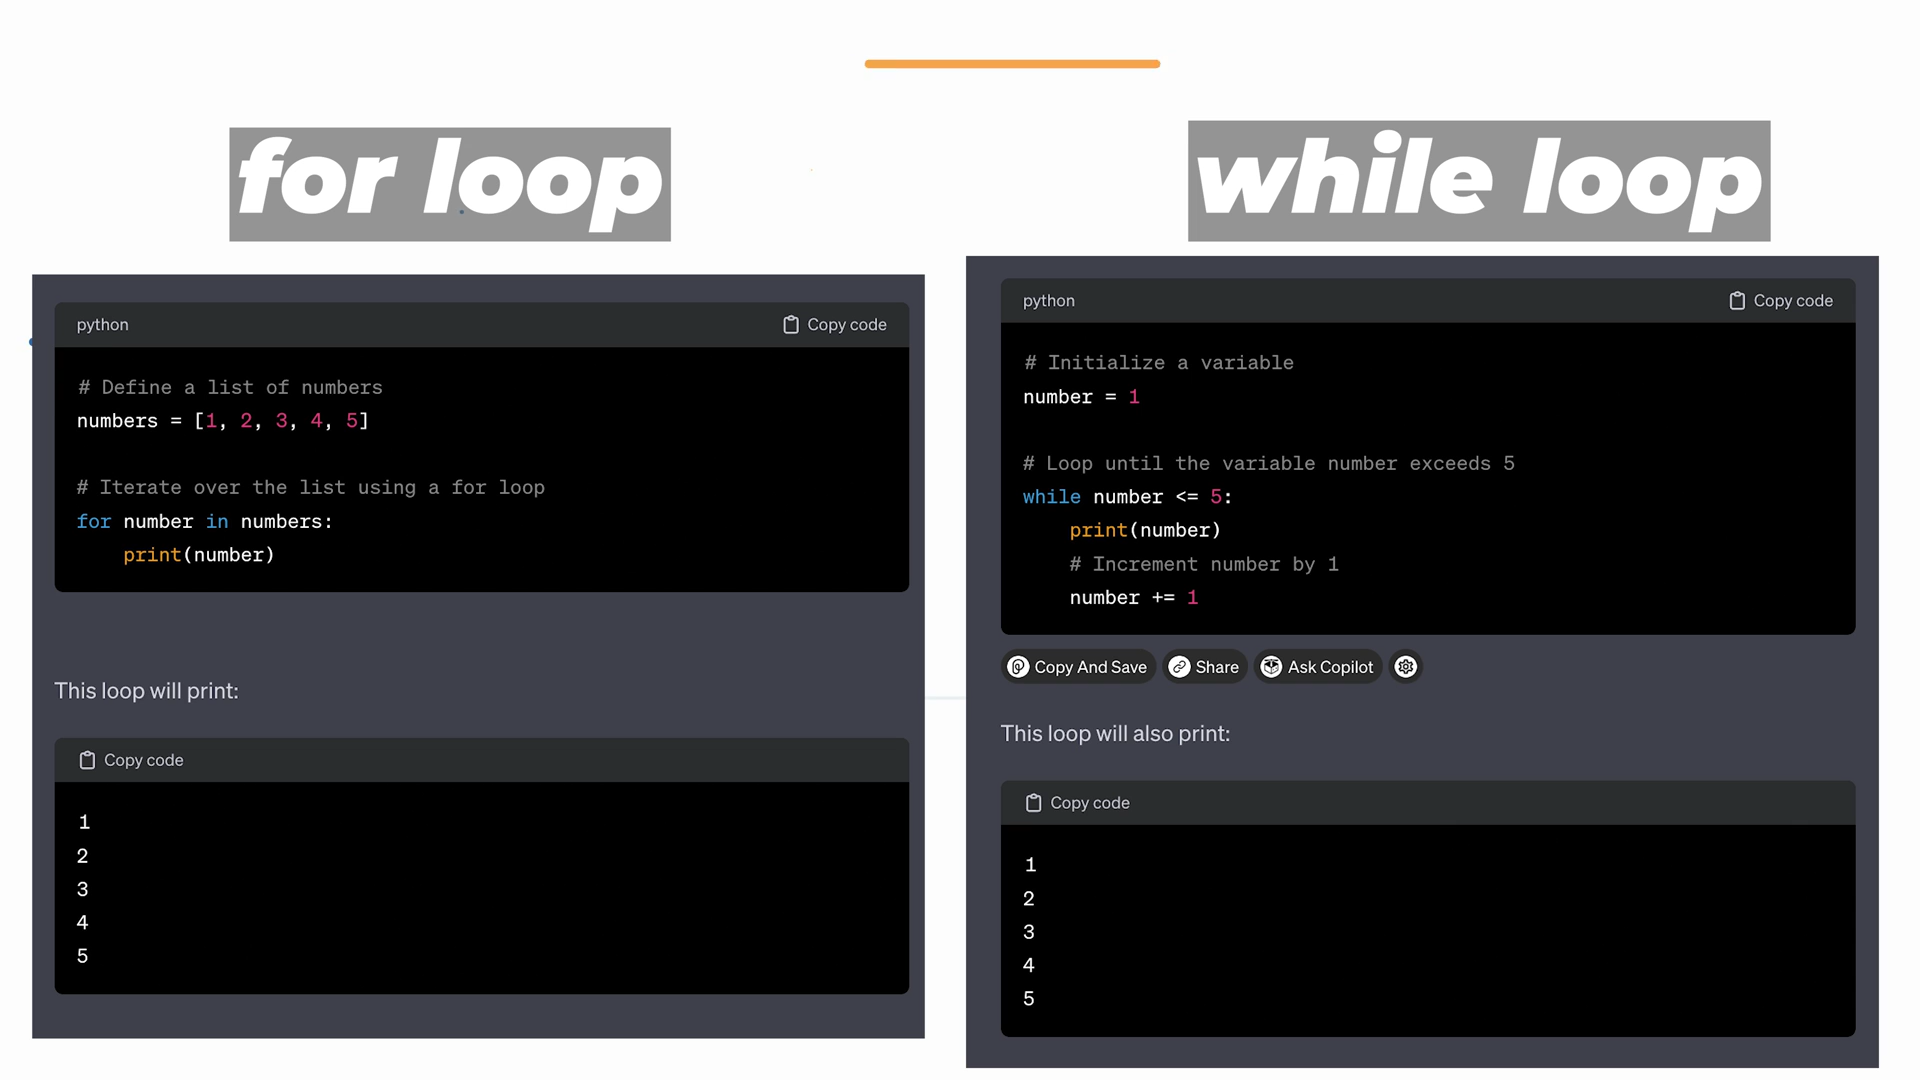 for loop
python
Copy code
# Define a list of numbers
numbers = [1, 2, 3, 4, 5]
# Iterate over the list using a for loop
for number in numbers:
    print(number)
This loop will print:
Copy code
1
2
3
4
5
while loop
python
Copy code
# Initialize a variable
number = 1
# Loop until the variable number exceeds 5
while number <= 5:
    print(number)
    # Increment number by 1
    number += 1
Copy And Save
Share
Ask Copilot
This loop will also print:
Copy code
1
2
3
4
5